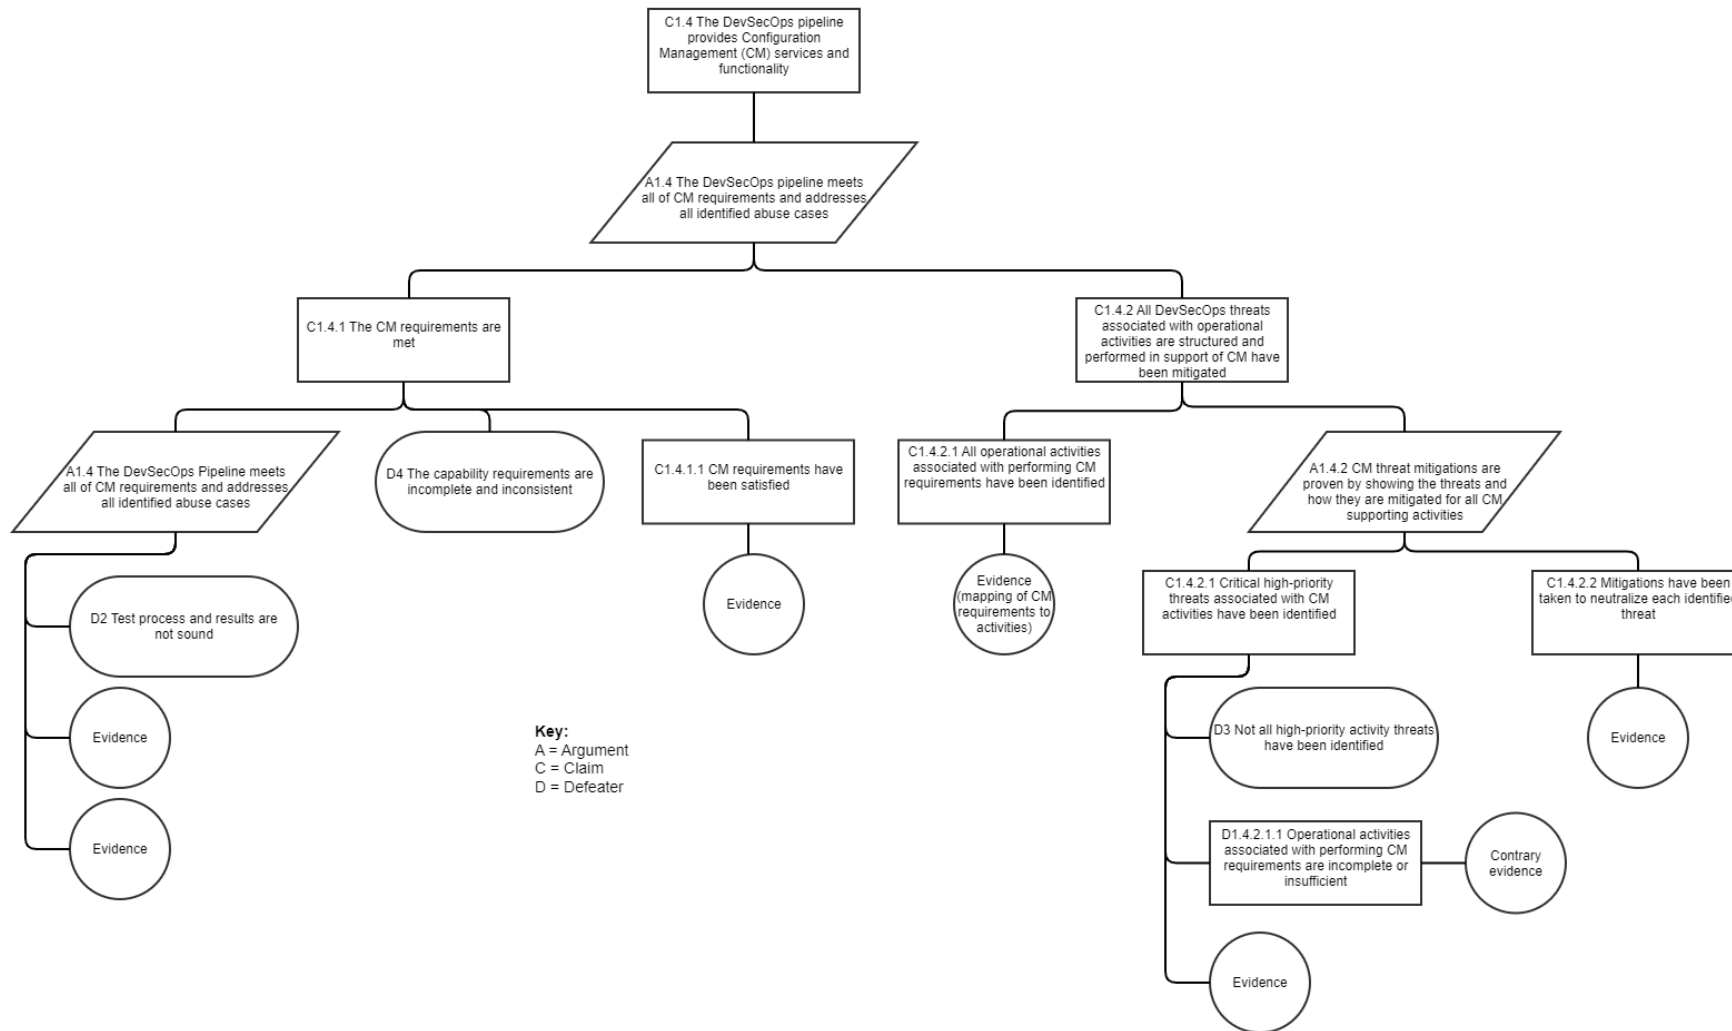 C1.4 The DevSecOps pipeline
provides Configuration
Management (CM) services and
functionality
A1.4 The DevSecOps pipeline meets
all of CM requirements and addresses
all identified abuse cases
C1.4.1 The CM requirements are
met
C1.4.2 All DevSecOps threats
associated with operational
activities are structured and
performed in support of CM have
been mitigated
A1.4 The DevSecOps Pipeline meets
all of CM requirements and addresses
all identified abuse cases
D4 The capability requirements are
incomplete and inconsistent
C1.4.1.1 CM requirements have
been satisfied
C1.4.2.1 All operational activities
associated with performing CM
requirements have been identified
A1.4.2 CM threat mitigations are
proven by showing the threats and
how they are mitigated for all CM
supporting activities
D2 Test process and results are
not sound
Evidence
Evidence
(mapping of CM
requirements to
activities)
C1.4.2.1 Critical high-priority
threats associated with CM
activities have been identified
C1.4.2.2 Mitigations have been
taken to neutralize each identified
threat
Evidence
Key:
A = Argument
C = Claim
D = Defeater
D3 Not all high-priority activity threats
have been identified
Evidence
Evidence
D1.4.2.1.1 Operational activities
associated with performing CM
requirements are incomplete or
insufficient
Contrary
evidence
Evidence